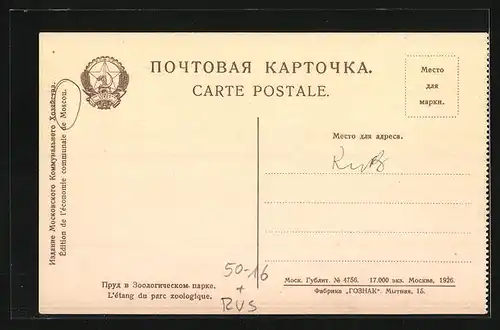 ПОЧТОВАЯ КАРТОЧКА.
CARTE POSTALE.
Место
для
марки.
Издание Московского Коммунального Хозяйства.
Édition de l'économie communale de Moscou.
Место для адреса.
50-16
+
RVS
Пруд в Зоологическом парке.
L'étang du parc zoologique.
Моск. Гублит. № 4756. 17.000 экз. Москва, 1926.
Фабрика „ГОЗНАК“. Мытная, 15.